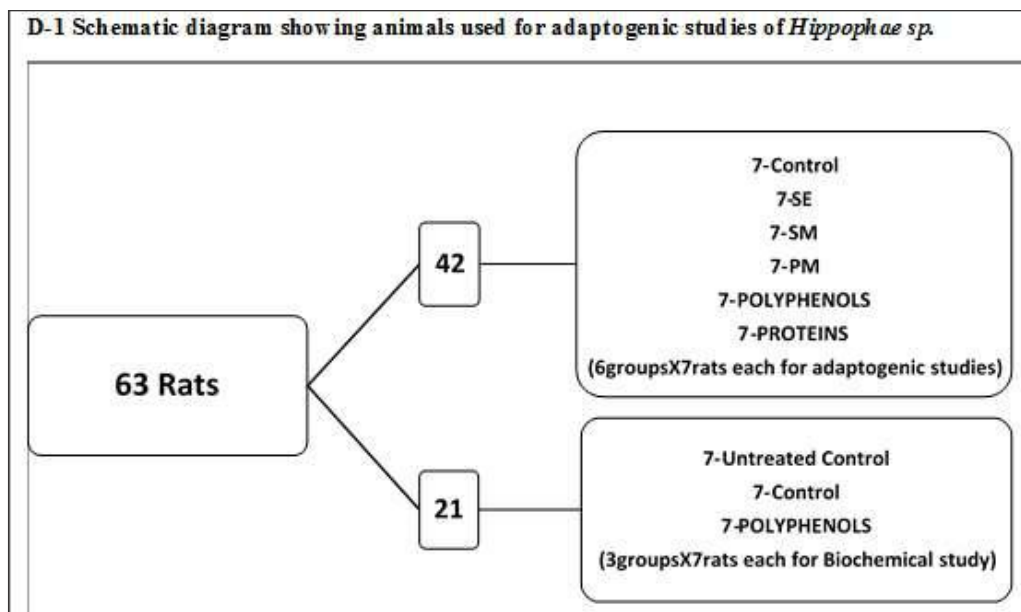 D-1 Schematic diagram showing animals used for adaptogenic studies of Hippophae sp.
63 Rats
42
7-Control
7-SE
7-SM
7-PM
7-POLYPHENOLS
7-PROTEINS
(6groupsX7rats each for adaptogenic studies)
21
7-Untreated Control
7-Control
7-POLYPHENOLS
(3groupsX7rats each for Biochemical study)